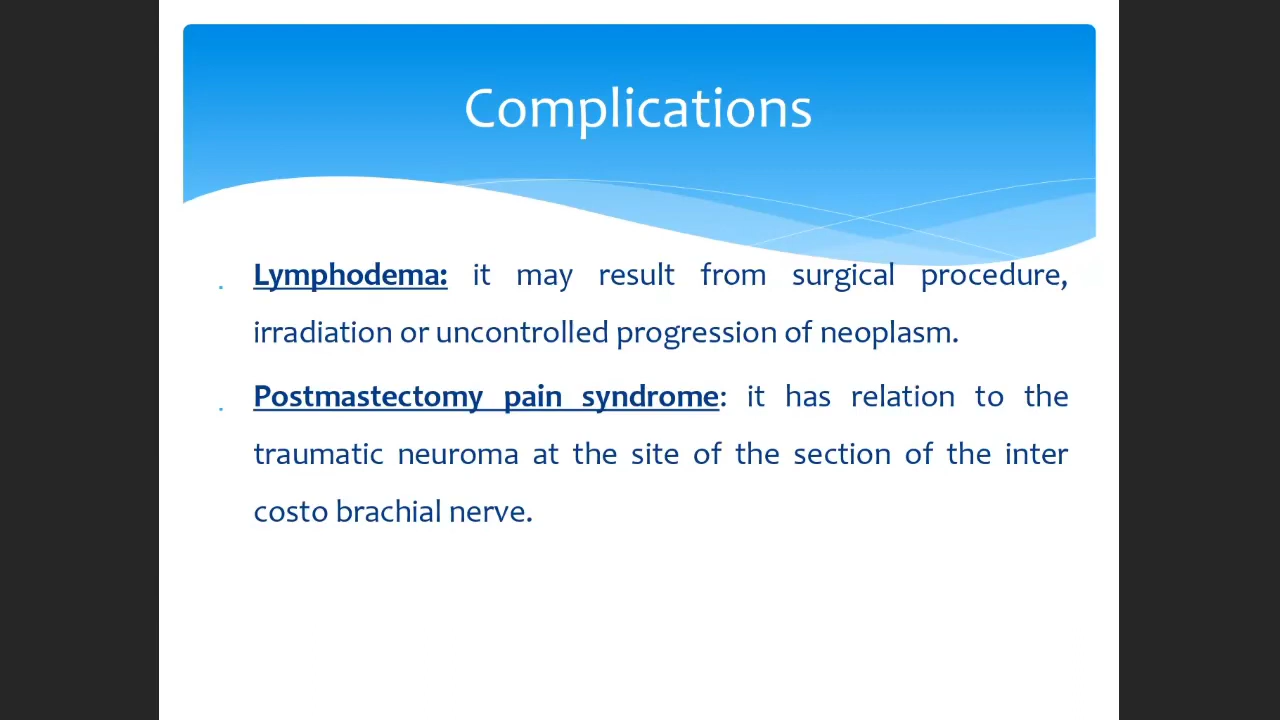 Complications
Lymphodema: it may result from surgical procedure,
irradiation or uncontrolled progression of neoplasm.
Postmastectomy pain syndrome: it has relation to the
traumatic neuroma at the site of the section of the inter
costo brachial nerve.